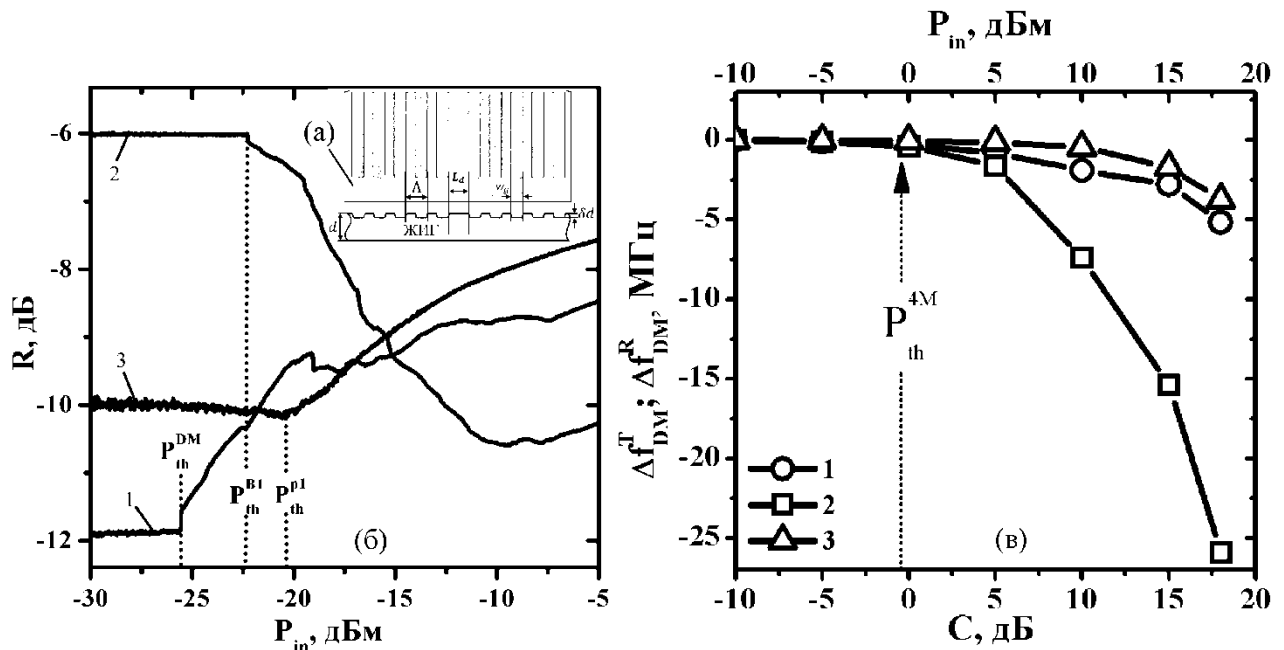 -6
-8
-10
-12
R, дБ
-30 -25 -20 -15 -10 -5
P_in, дБм
(а)
Λ L_d w_g
d ЖИГ δd
2
3
1
P_th^DM
P_th^B1 P_th^p1
(б)
P_in, дБм
-10 -5 0 5 10 15 20
0
-5
-10
-15
-20
-25
Δf_DM^T; Δf_DM^R, МГц
P_th^4M
1
2
3
(в)
-10 -5 0 5 10 15 20
C, дБ